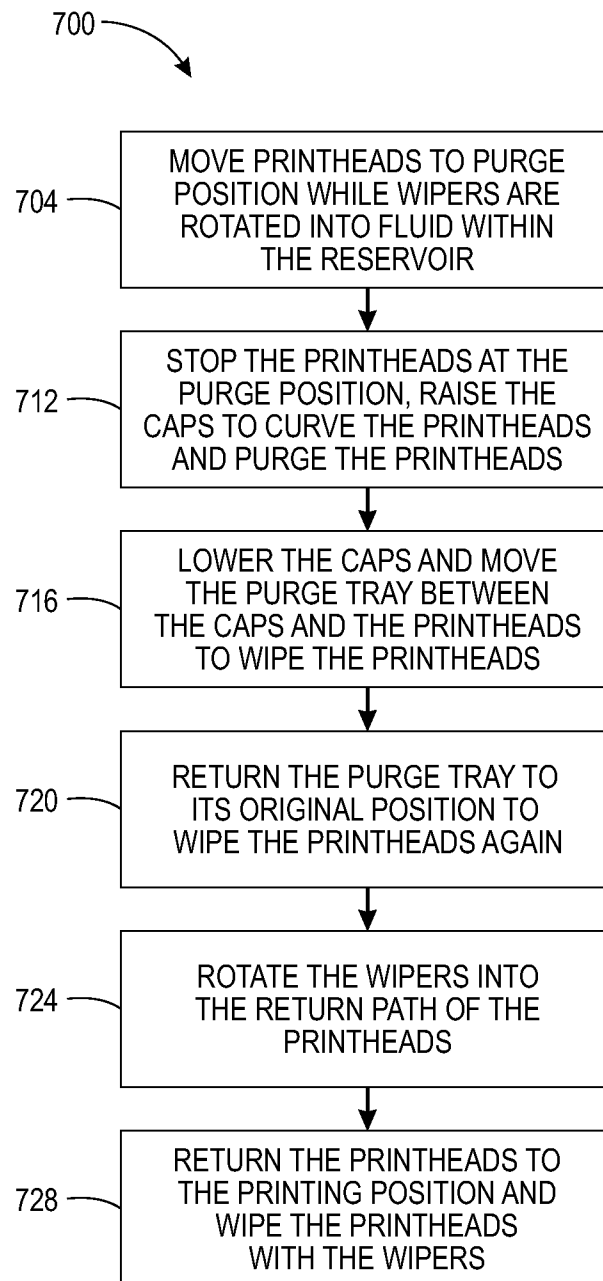 700
704
MOVE PRINTHEADS TO PURGE
POSITION WHILE WIPERS ARE
ROTATED INTO FLUID WITHIN
THE RESERVOIR
712
STOP THE PRINTHEADS AT THE
PURGE POSITION, RAISE THE
CAPS TO CURVE THE PRINTHEADS
AND PURGE THE PRINTHEADS
716
LOWER THE CAPS AND MOVE
THE PURGE TRAY BETWEEN
THE CAPS AND THE PRINTHEADS
TO WIPE THE PRINTHEADS
720
RETURN THE PURGE TRAY TO
ITS ORIGINAL POSITION TO
WIPE THE PRINTHEADS AGAIN
724
ROTATE THE WIPERS INTO
THE RETURN PATH OF THE
PRINTHEADS
728
RETURN THE PRINTHEADS TO
THE PRINTING POSITION AND
WIPE THE PRINTHEADS
WITH THE WIPERS